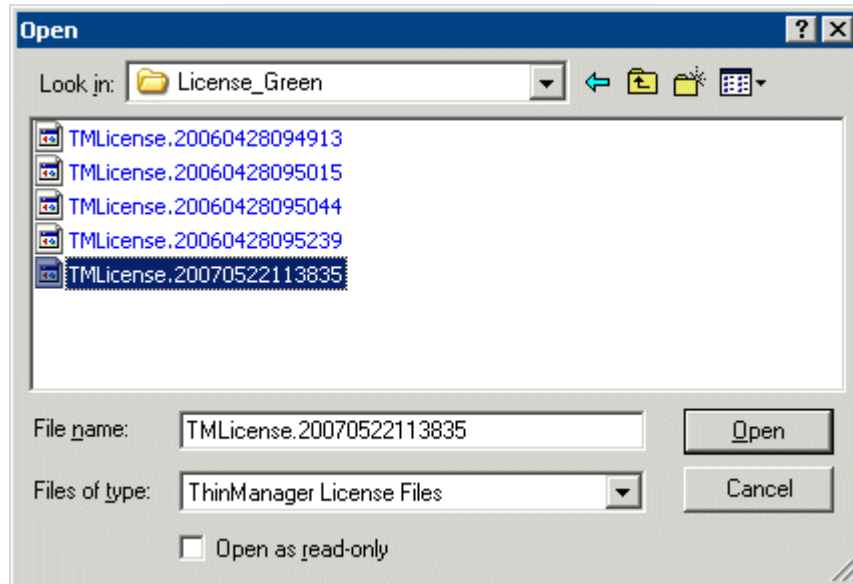 Open
Look in: License_Green
TMLicense.20060428094913
TMLicense.20060428095015
TMLicense.20060428095044
TMLicense.20060428095239
TMLicense.20070522113835
File name: TMLicense.20070522113835 Open
Files of type: ThinManager License Files Cancel
Open as read-only